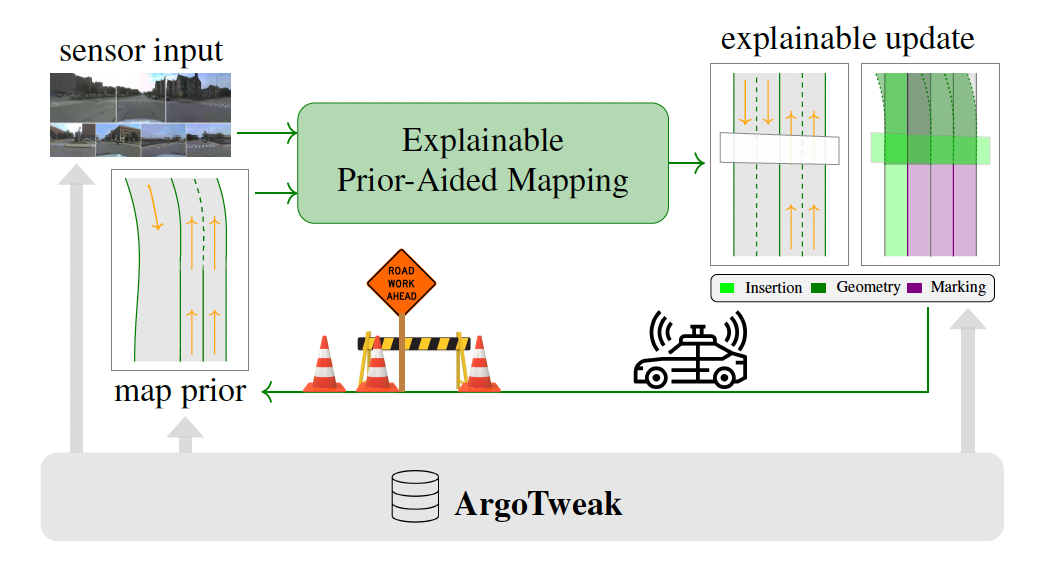 sensor input
explainable update
Explainable
Prior-Aided Mapping
ROAD
WORK
AHEAD
Insertion
Geometry
Marking
map prior
ArgoTweak